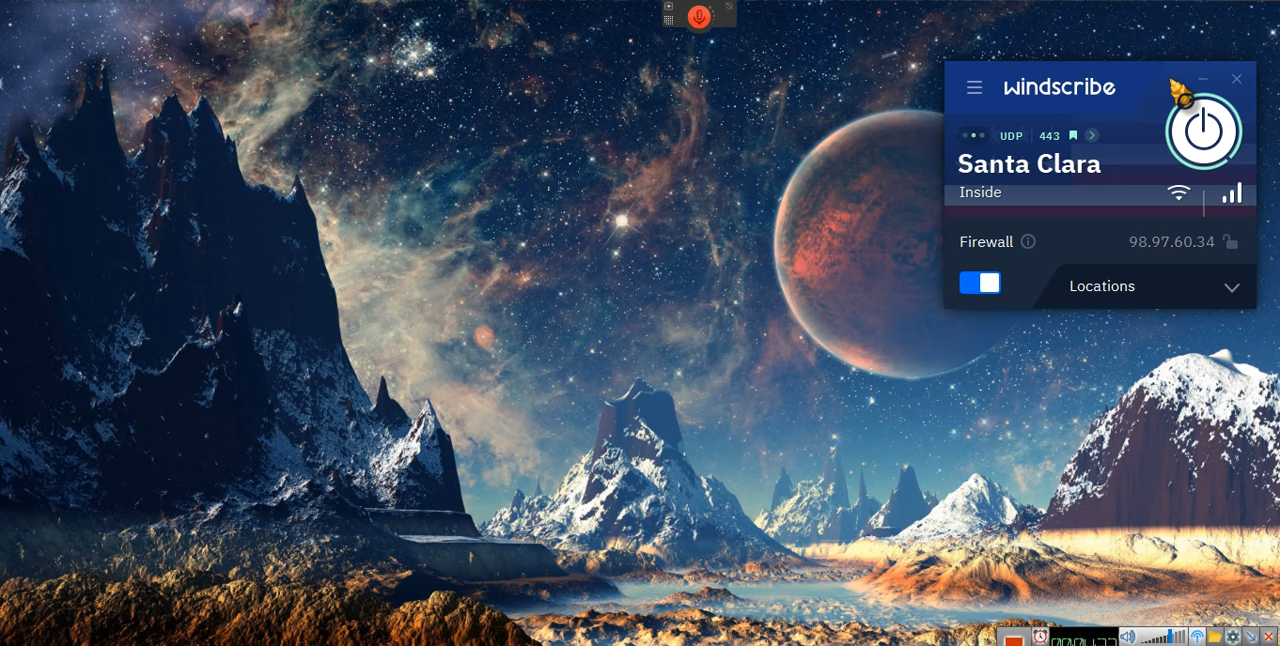 windscribe
UDP 443
Santa Clara
Inside
Firewall
98.97.60.34
Locations